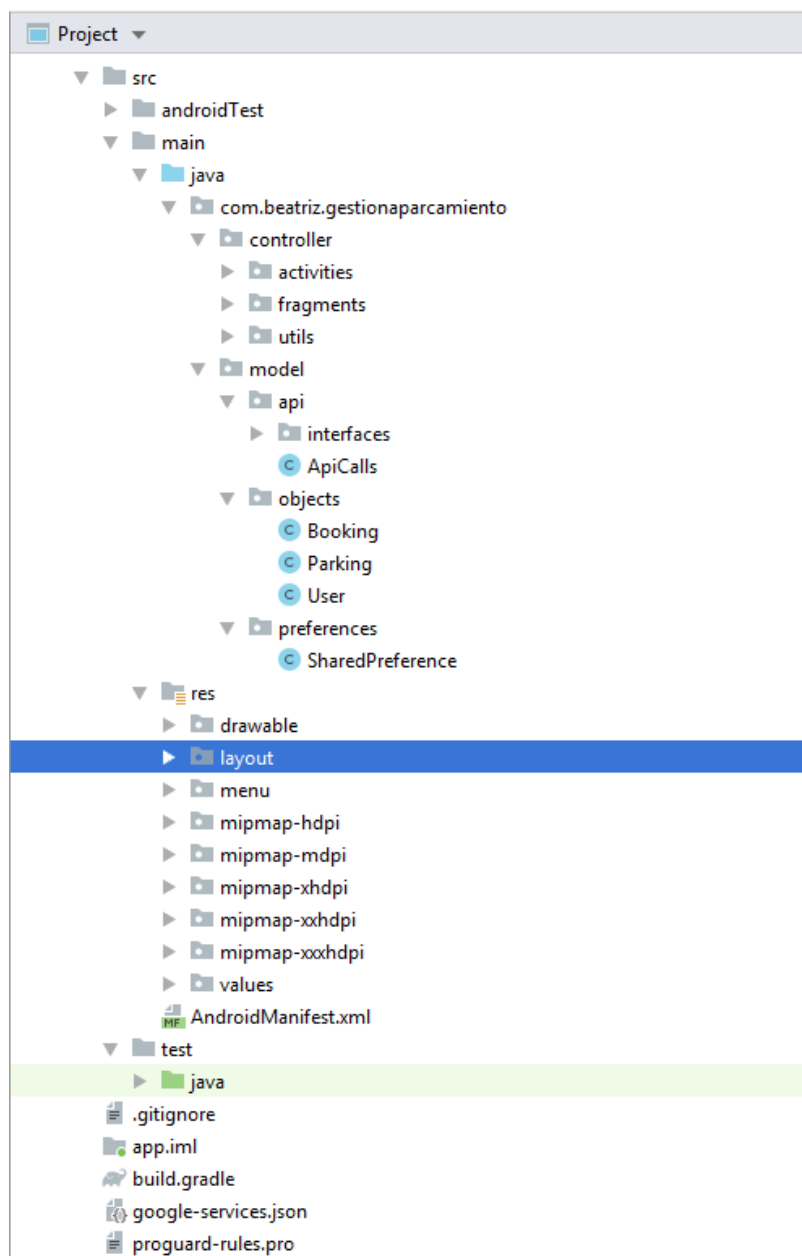 Project
src
androidTest
main
java
com.beatriz.gestionaparcamiento
controller
activities
fragments
utils
model
api
interfaces
C ApiCalls
objects
C Booking
C Parking
C User
preferences
C SharedPreference
res
drawable
layout
menu
mipmap-hdpi
mipmap-mdpi
mipmap-xhdpi
mipmap-xxhdpi
mipmap-xxxhdpi
values
MF AndroidManifest.xml
test
java
.gitignore
app.iml
build.gradle
google-services.json
proguard-rules.pro